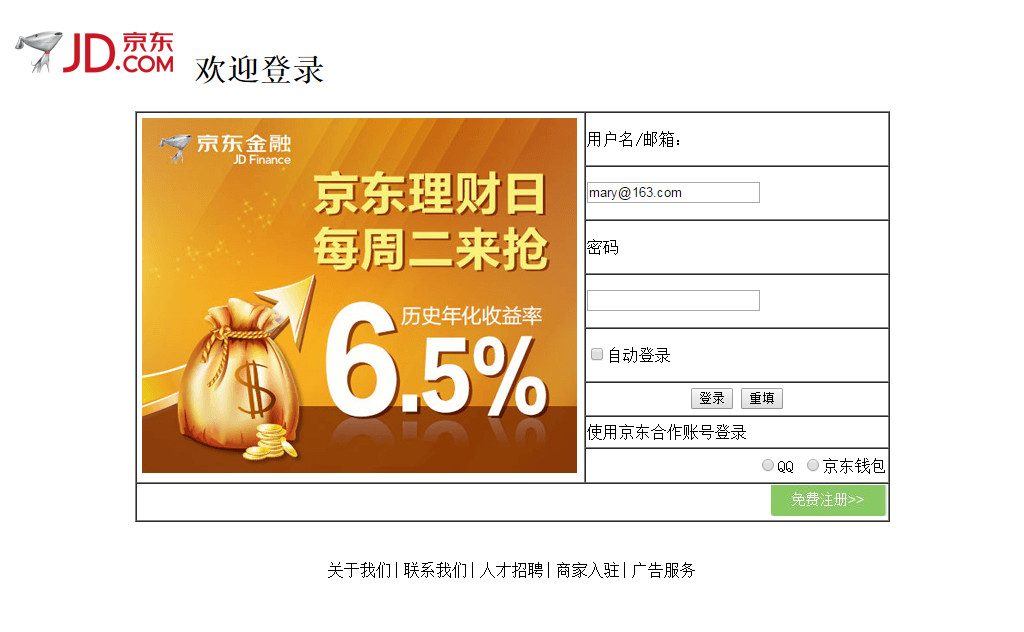 JD京东
.COM
欢迎登录
京东金融
JD Finance
京东理财日
每周二来抢
历史年化收益率
6.5%
$
用户名/邮箱：
mary@163.com
密码
自动登录
登录 重填
使用京东合作账号登录
QQ 京东钱包
免费注册>>
关于我们| 联系我们| 人才招聘| 商家入驻| 广告服务